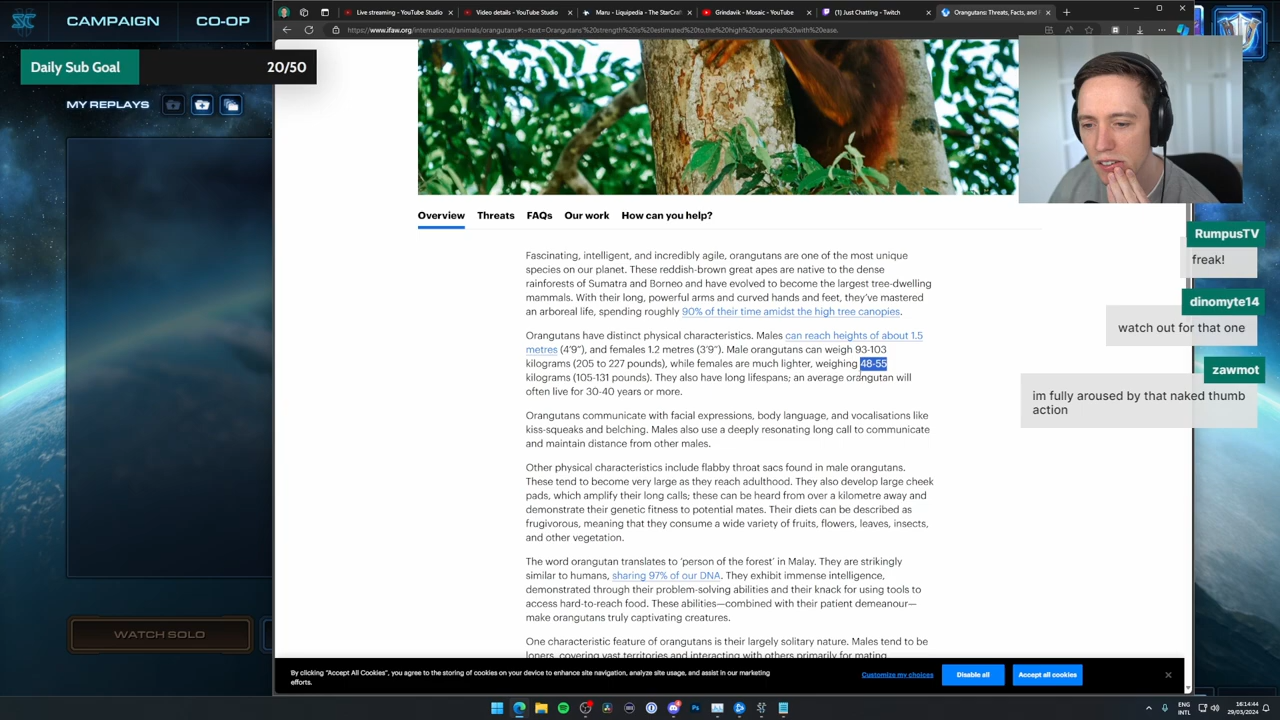 CAMPAIGN
CO-OP
Live streaming - YouTube Studio
Video details - YouTube Studio
Maru - Liquipedia - The StarCraf
Grindavik - Mosaic - YouTube
(1) Just Chatting - Twitch
Orangutans: Threats, Facts, and
https://www.ifaw.org/international/animals/orangutans#:~:text=Orangutans'%20strength%20is%20estimated%20to,the%20high%20canopies%20with%20ease.
Daily Sub Goal
20/50
MY REPLAYS
Overview
Threats
FAQs
Our work
How can you help?
RumpusTV
freak!
dinomyte14
watch out for that one
zawmot
im fully aroused by that naked thumb
action
Fascinating, intelligent, and incredibly agile, orangutans are one of the most unique
species on our planet. These reddish-brown great apes are native to the dense
rainforests of Sumatra and Borneo and have evolved to become the largest tree-dwelling
mammals. With their long, powerful arms and curved hands and feet, they've mastered
an arboreal life, spending roughly 90% of their time amidst the high tree canopies.
Orangutans have distinct physical characteristics. Males can reach heights of about 1.5
metres (4'9"), and females 1.2 metres (3'9"). Male orangutans can weigh 93-103
kilograms (205 to 227 pounds), while females are much lighter, weighing 48-55
kilograms (105-131 pounds). They also have long lifespans; an average orangutan will
often live for 30-40 years or more.
Orangutans communicate with facial expressions, body language, and vocalisations like
kiss-squeaks and belching. Males also use a deeply resonating long call to communicate
and maintain distance from other males.
Other physical characteristics include flabby throat sacs found in male orangutans.
These tend to become very large as they reach adulthood. They also develop large cheek
pads, which amplify their long calls; these can be heard from over a kilometre away and
demonstrate their genetic fitness to potential mates. Their diets can be described as
frugivorous, meaning that they consume a wide variety of fruits, flowers, leaves, insects,
and other vegetation.
The word orangutan translates to 'person of the forest' in Malay. They are strikingly
similar to humans, sharing 97% of our DNA. They exhibit immense intelligence,
demonstrated through their problem-solving abilities and their knack for using tools to
access hard-to-reach food. These abilities—combined with their patient demeanour—
make orangutans truly captivating creatures.
One characteristic feature of orangutans is their largely solitary nature. Males tend to be
loners, covering vast territories and interacting with others primarily for mating.
WATCH SOLO
By clicking "Accept All Cookies", you agree to the storing of cookies on your device to enhance site navigation, analyze site usage, and assist in our marketing
efforts.
Customize my choices
Disable all
Accept all cookies
ENG
INTL
16:14:44
29/03/2024